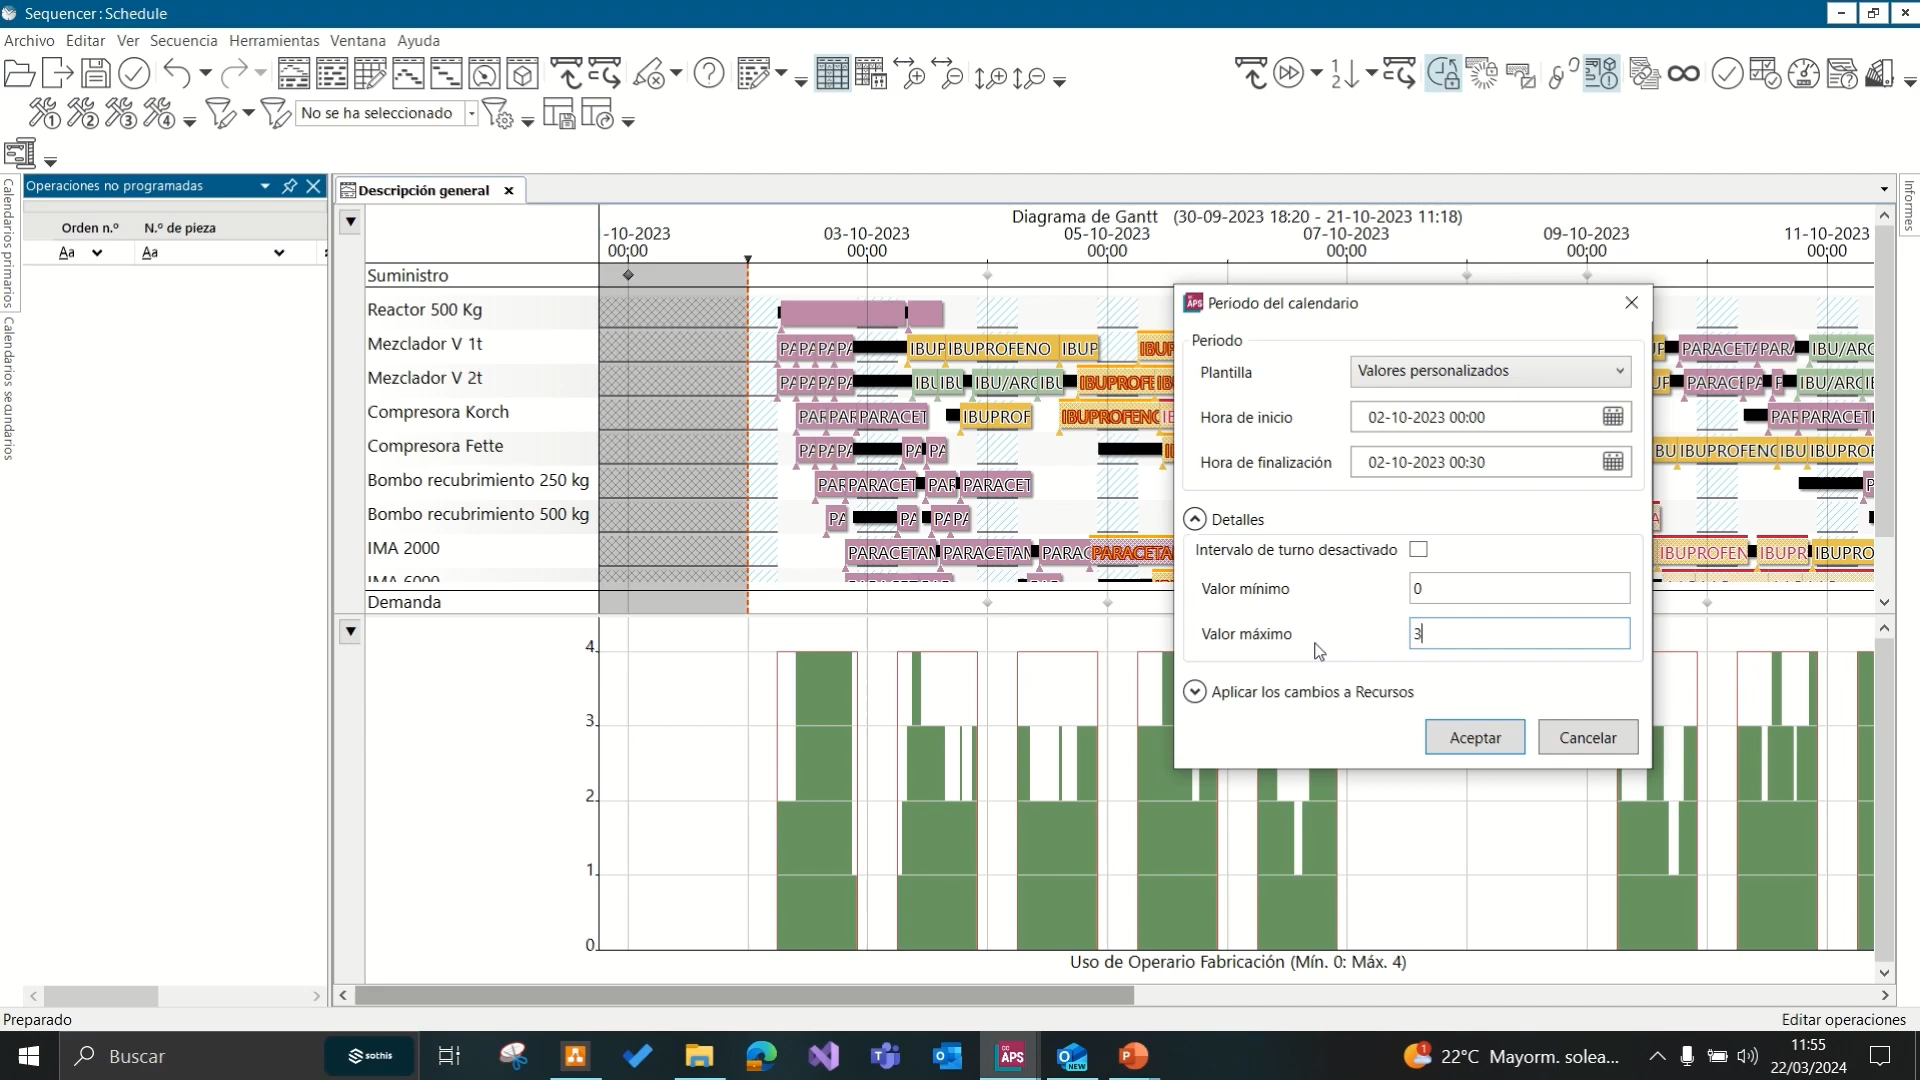 Sequencer: Schedule
Archivo Editar Ver Secuencia Herramientas Ventana Ayuda
No se ha seleccionado
Calendarios primarios
Calendarios secundarios
Operaciones no programadas
Orden n.º N.º de pieza
Aa Aa
Descripción general
Informes
Diagrama de Gantt (30-09-2023 18:20 - 21-10-2023 11:18)
-10-2023 03-10-2023 05-10-2023 07-10-2023 09-10-2023 11-10-2023
00:00 00:00 00:00 00:00 00:00 00:00
Suministro
Reactor 500 Kg
Mezclador V 1t
Mezclador V 2t
Compresora Korch
Compresora Fette
Bombo recubrimiento 250 kg
Bombo recubrimiento 500 kg
IMA 2000
IMA 6000
Demanda
IBUPROFENO
PARACET
Periodo del calendario
Periodo
Plantilla Valores personalizados
Hora de inicio 02-10-2023 00:00
Hora de finalización 02-10-2023 00:30
Detalles
Intervalo de turno desactivado
Valor mínimo 0
Valor máximo 3
Aplicar los cambios a Recursos
Aceptar Cancelar
4
3
2
1
0
Uso de Operario Fabricación (Mín. 0: Máx. 4)
Preparado Editar operaciones
Buscar sothis 22°C Mayorm. solea... 11:55
22/03/2024